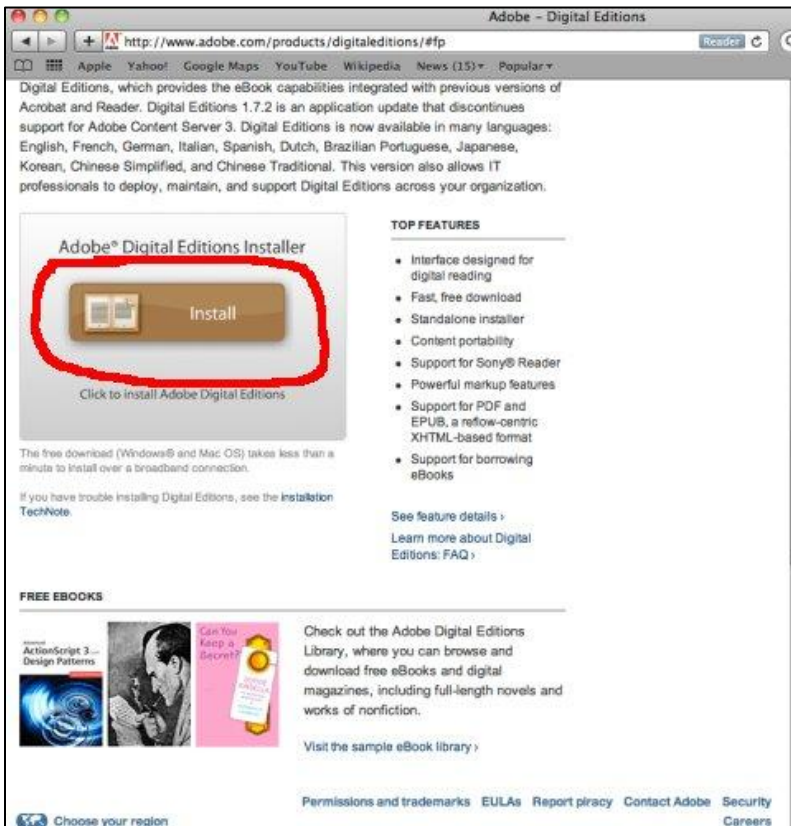 Adobe – Digital Editions
http://www.adobe.com/products/digitaleditions/#fp
Reader
Apple Yahoo! Google Maps YouTube Wikipedia News (15) Popular
Digital Editions, which provides the eBook capabilities integrated with previous versions of
Acrobat and Reader. Digital Editions 1.7.2 is an application update that discontinues
support for Adobe Content Server 3. Digital Editions is now available in many languages:
English, French, German, Italian, Spanish, Dutch, Brazilian Portuguese, Japanese,
Korean, Chinese Simplified, and Chinese Traditional. This version also allows IT
professionals to deploy, maintain, and support Digital Editions across your organization.
Adobe® Digital Editions Installer
Install
Click to install Adobe Digital Editions
The free download (Windows® and Mac OS) takes less than a
minute to install over a broadband connection.
If you have trouble installing Digital Editions, see the installation
TechNote.
TOP FEATURES
• Interface designed for
digital reading
• Fast, free download
• Standalone installer
• Content portability
• Support for Sony® Reader
• Powerful markup features
• Support for PDF and
EPUB, a reflow-centric
XHTML-based format
• Support for borrowing
eBooks
See feature details ›
Learn more about Digital
Editions: FAQ ›
FREE EBOOKS
Advanced
ActionScript 3
Design Patterns
Can You
Keep a
Secret?
Check out the Adobe Digital Editions
Library, where you can browse and
download free eBooks and digital
magazines, including full-length novels and
works of nonfiction.
Visit the sample eBook library ›
Permissions and trademarks EULAs Report piracy Contact Adobe Security
Choose your region Careers